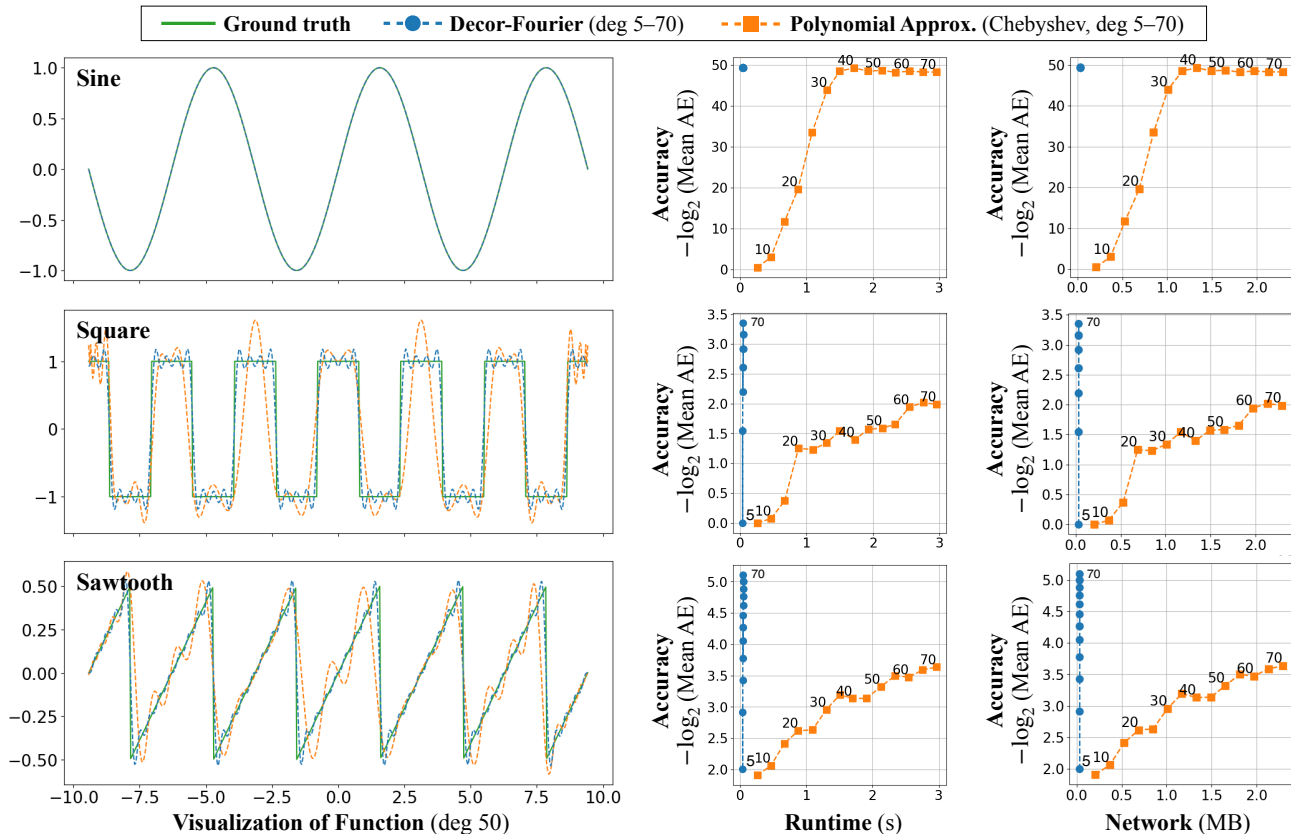 Ground truth Decor-Fourier (deg 5–70) Polynomial Approx. (Chebyshev, deg 5–70)
Sine
1.0
0.5
0.0
−0.5
−1.0
Accuracy
−log₂ (Mean AE)
50
40
30
20
10
0
10
20
30
40 50 60 70
0 1 2 3
Accuracy
−log₂ (Mean AE)
50
40
30
20
10
0
10
20
30
40 50 60 70
0.0 0.5 1.0 1.5 2.0
Square
1
0
−1
Accuracy
−log₂ (Mean AE)
3.5
3.0
2.5
2.0
1.5
1.0
0.5
0.0
70
5 10 20 30 40 50 60 70
0 1 2 3
Accuracy
−log₂ (Mean AE)
3.5
3.0
2.5
2.0
1.5
1.0
0.5
0.0
70
5 10 20 30 40 50 60 70
0.0 0.5 1.0 1.5 2.0
Sawtooth
0.50
0.25
0.00
−0.25
−0.50
−10.0 −7.5 −5.0 −2.5 0.0 2.5 5.0 7.5 10.0
Visualization of Function (deg 50)
Accuracy
−log₂ (Mean AE)
5.0
4.5
4.0
3.5
3.0
2.5
2.0
70
5 10 20 30 40 50 60 70
0 1 2 3
Runtime (s)
Accuracy
−log₂ (Mean AE)
5.0
4.5
4.0
3.5
3.0
2.5
2.0
70
5 10 20 30 40 50 60 70
0.0 0.5 1.0 1.5 2.0
Network (MB)